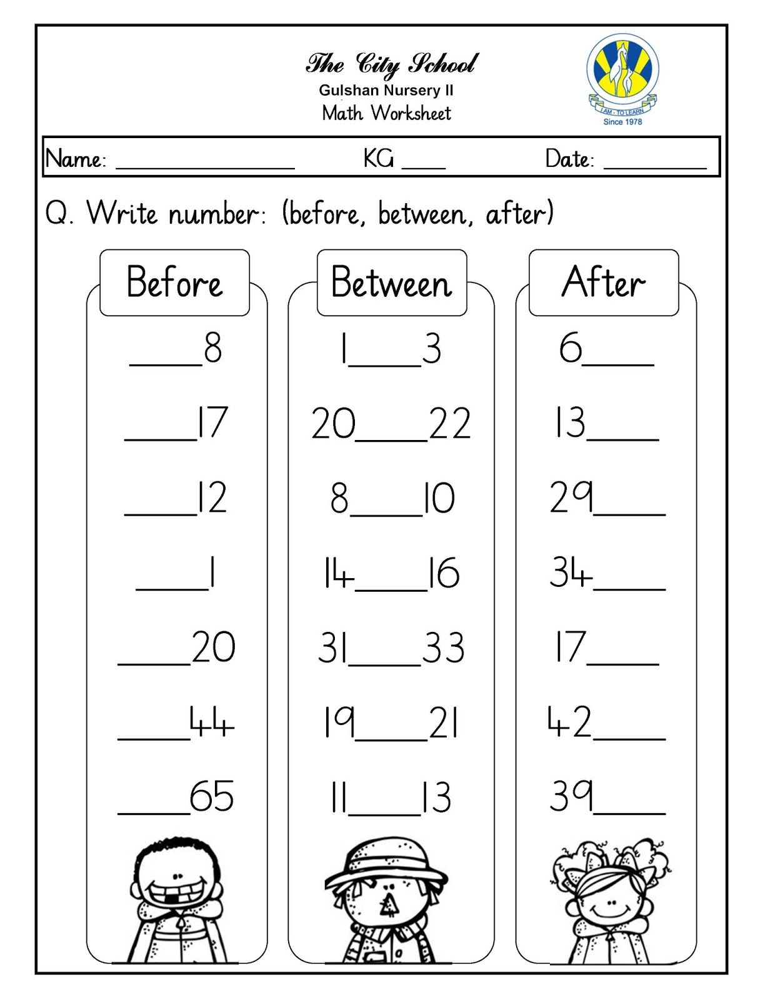 The City School
Gulshan Nursery II
Math Worksheet
I AM - TO LEARN
Since 1978
Name: ______________ KG ____ Date: ________
Q. Write number: (before, between, after)
Before Between After
____8 1____3 6____
____17 20____22 13____
____12 8____10 29____
____1 14____16 34____
____20 31____33 17____
____44 19____21 42____
____65 11____13 39____